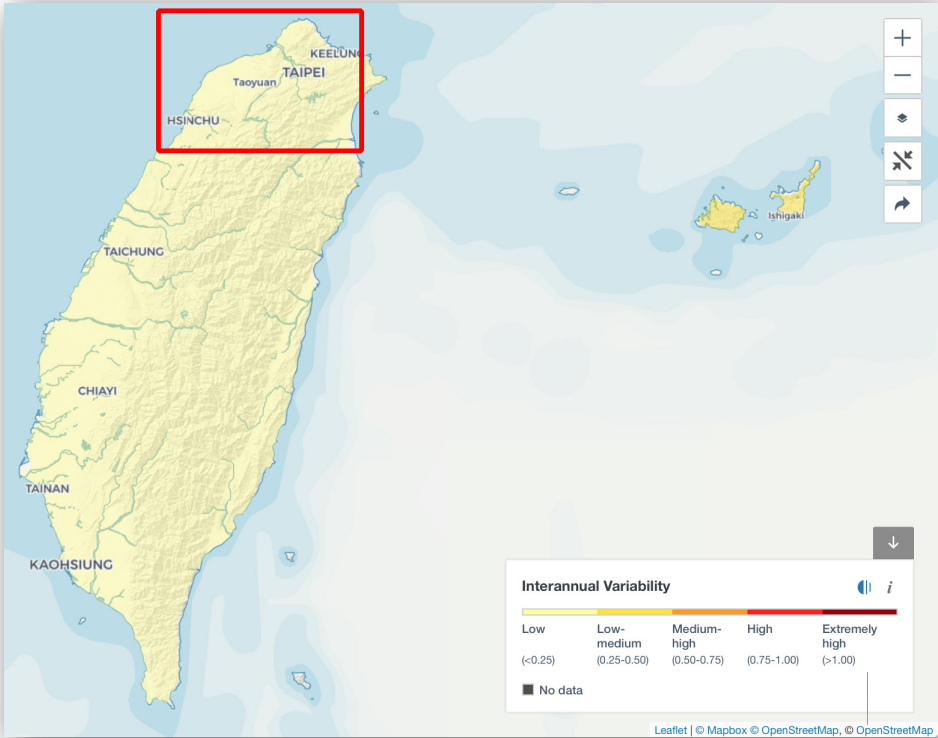 KEELUNG
TAIPEI
Taoyuan
HSINCHU
Ishigaki
TAICHUNG
CHIAYI
TAINAN
KAOHSIUNG
Interannual Variability
i
Low
(<0.25)
Low-
medium
(0.25-0.50)
Medium-
high
(0.50-0.75)
High
(0.75-1.00)
Extremely
high
(>1.00)
No data
Leaflet | © Mapbox © OpenStreetMap, © OpenStreetMap